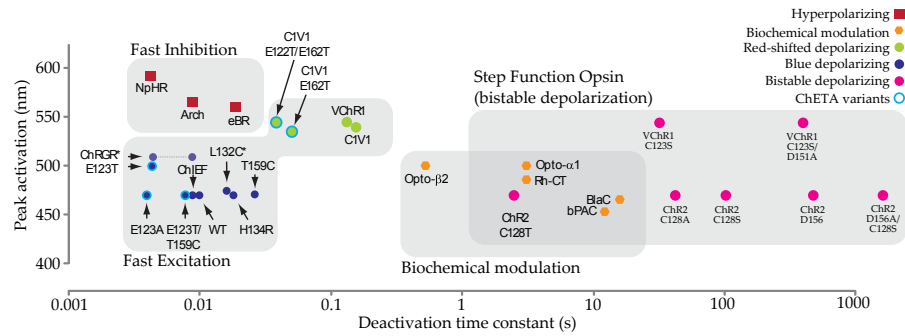 Hyperpolarizing
Biochemical modulation
Red-shifted depolarizing
Blue depolarizing
Bistable depolarizing
ChETA variants
Peak activation (nm)
600
550
500
450
400
Fast Inhibition
NpHR
Arch
eBR
C1V1
E122T/E162T
C1V1
E162T
VChR1
C1V1
Step Function Opsin
(bistable depolarization)
VChR1
C123S
VChR1
C123S/
D151A
ChRGR*
E123T
ChIEF
L132C*
T159C
E123A
E123T/
T159C
WT
H134R
Fast Excitation
Opto-β2
Opto-α1
Rh-CT
BlaC
bPAC
ChR2
C128T
Biochemical modulation
ChR2
C128A
ChR2
C128S
ChR2
D156
ChR2
D156A/
C128S
0.001
0.01
0.1
1
10
100
1000
Deactivation time constant (s)